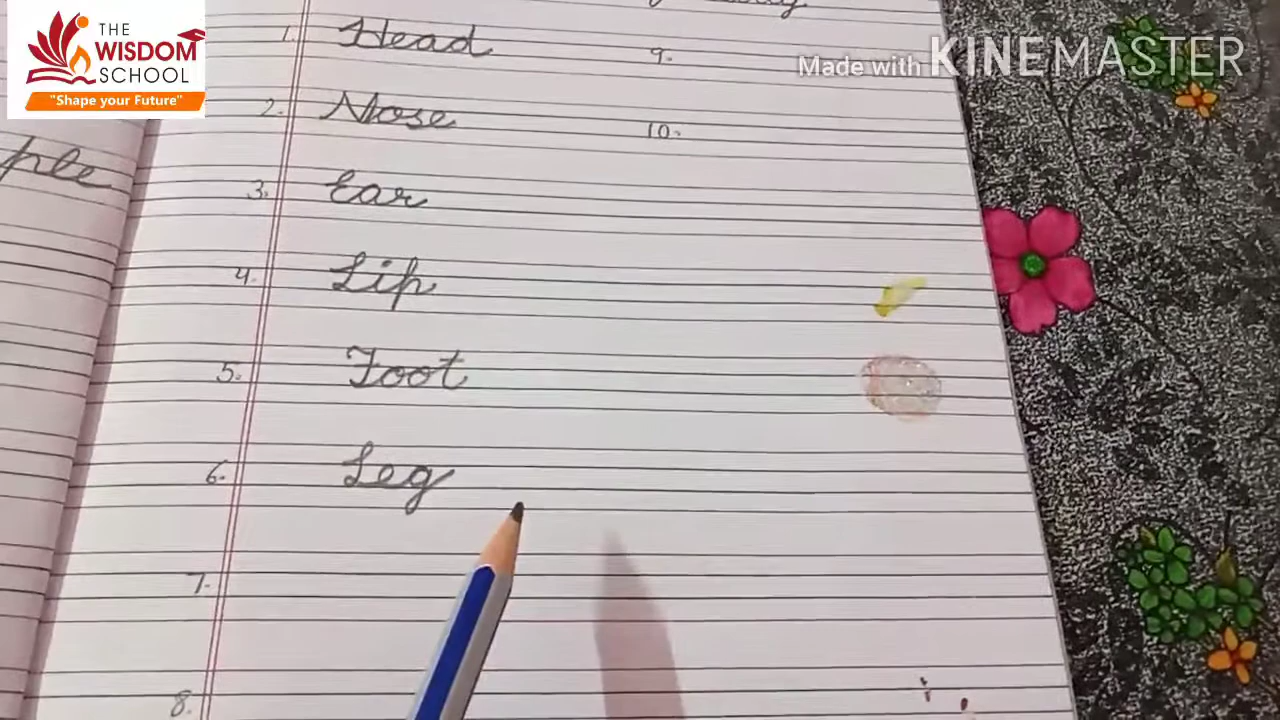 THE
WISDOM
SCHOOL
"Shape your Future"
Made with KINEMASTER
ple
1. Head
2. Nose
3. Ear
4. Lip
5. Foot
6. Leg
7.
8.
9.
10.